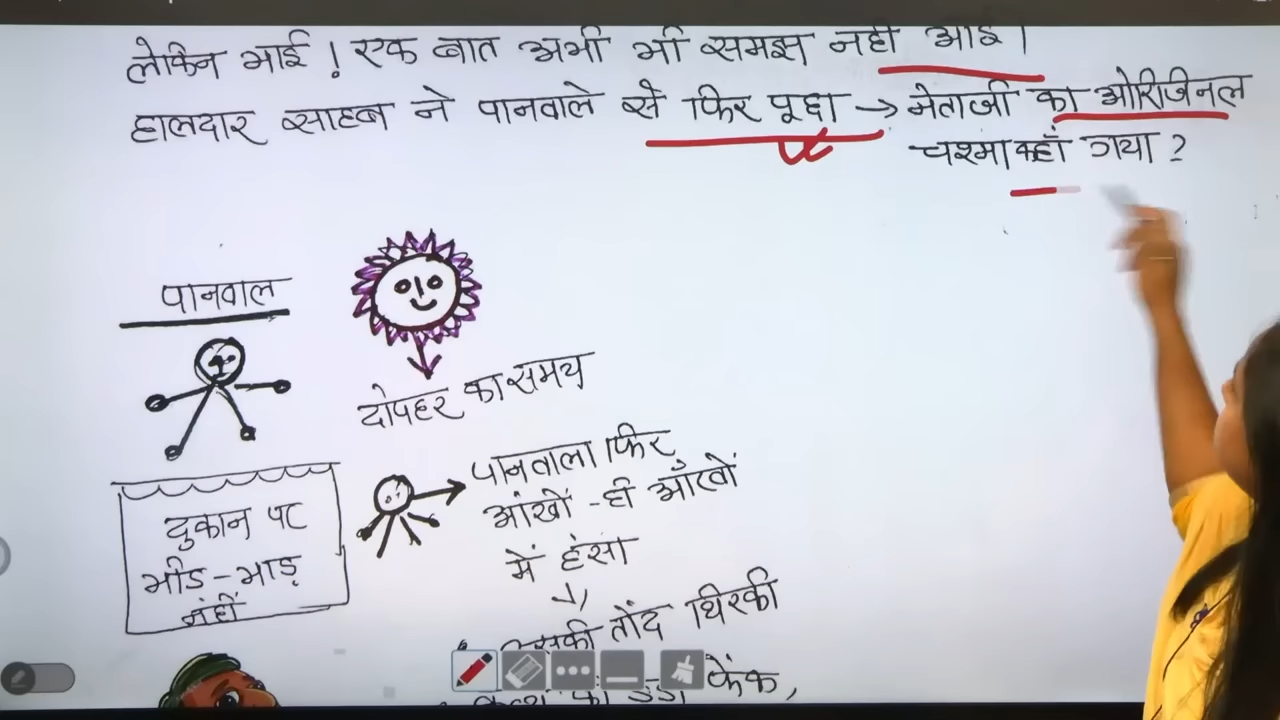 लेकिन भाई ! एक बात अभी भी समझ नहीं आई ।
हालदार साहब ने पानवाले से फिर पूछा → नेताजी का ओरिजिनल
चश्मा कहाँ गया ?
पानवाल
दोपहर का समय
पानवाला फिर
आंखों - ही आँखों
में हंसा
दुकान पर
भीड - भाड़
नहीं
उसकी तोंद थिरकी
फेंक,